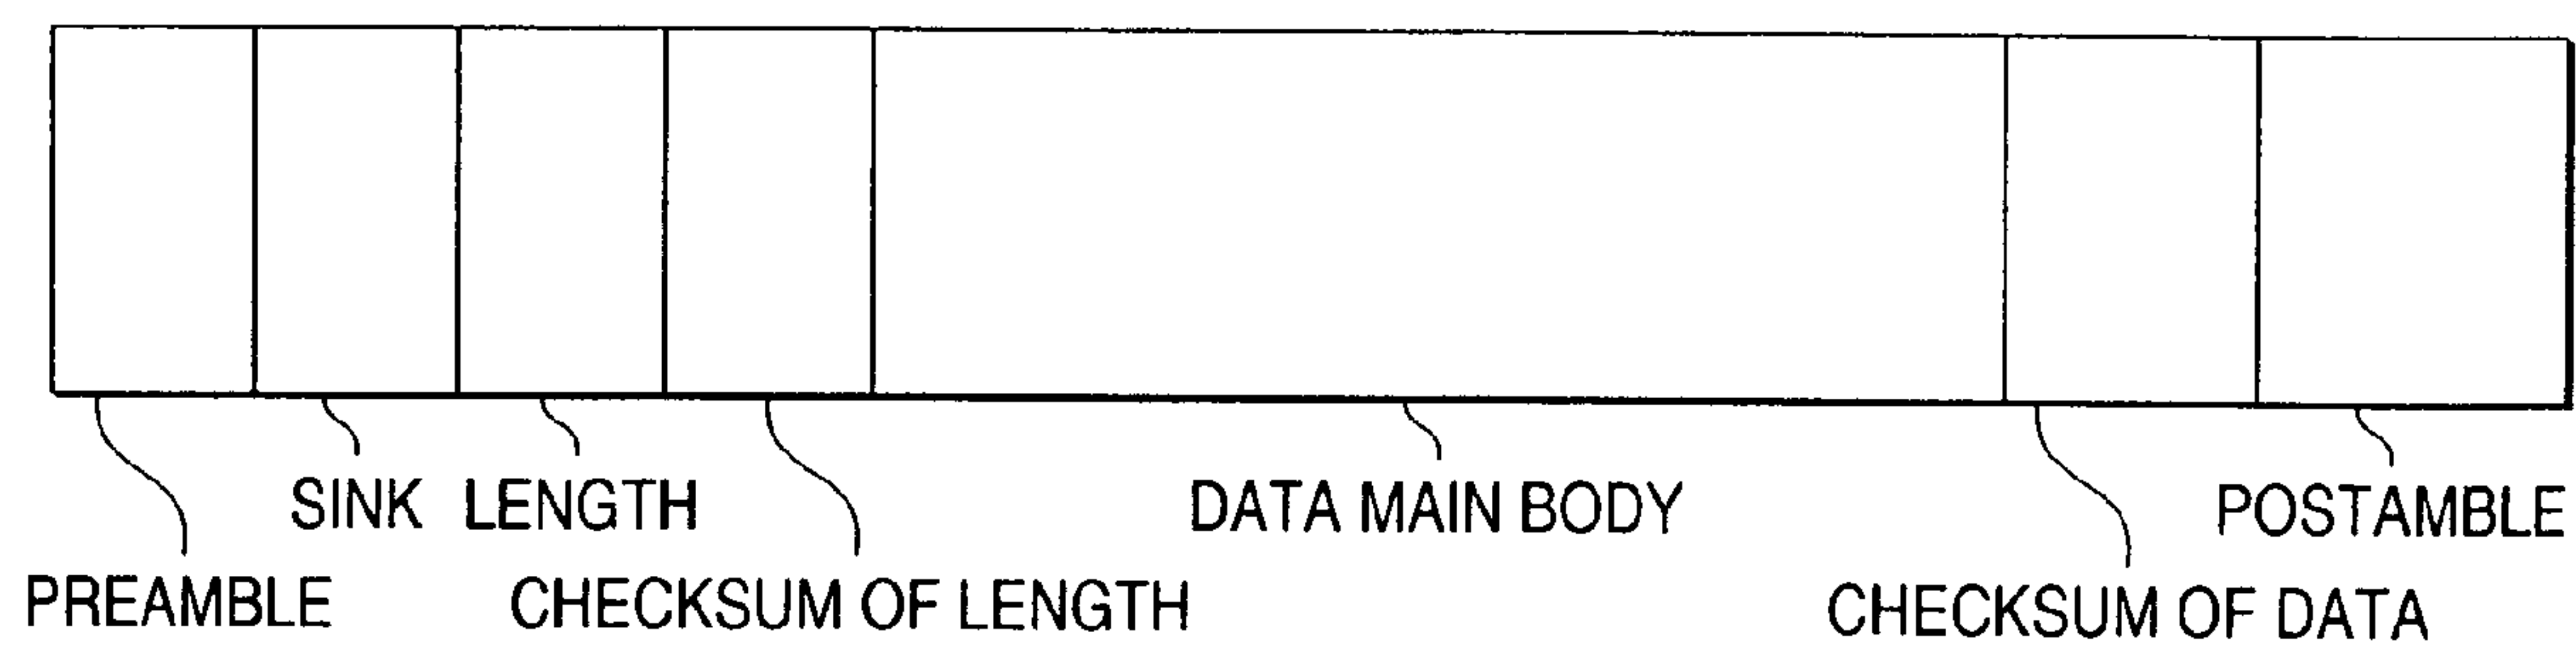 SINK LENGTH DATA MAIN BODY POSTAMBLE
PREAMBLE CHECKSUM OF LENGTH CHECKSUM OF DATA